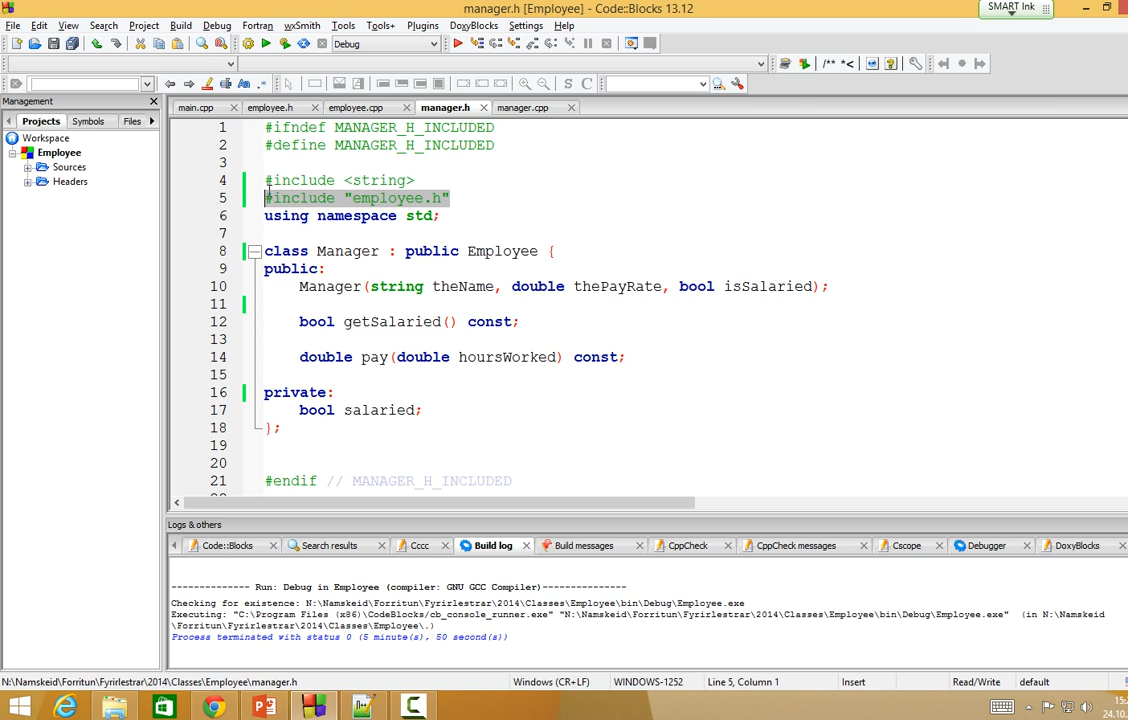 manager.h [Employee] - Code::Blocks 13.12
SMART Ink
File Edit View Search Project Build Debug Fortran wxSmith Tools Tools+ Plugins DoxyBlocks Settings Help
Debug
/** *<
Management
main.cpp employee.h employee.cpp manager.h manager.cpp
Projects Symbols Files
Workspace
Employee
Sources
Headers
1 #ifndef MANAGER_H_INCLUDED
2 #define MANAGER_H_INCLUDED
3
4 #include <string>
5 #include "employee.h"
6 using namespace std;
7
8 class Manager : public Employee {
9 public:
10 Manager(string theName, double thePayRate, bool isSalaried);
11
12 bool getSalaried() const;
13
14 double pay(double hoursWorked) const;
15
16 private:
17 bool salaried;
18 };
19
20
21 #endif // MANAGER_H_INCLUDED
Logs & others
Code::Blocks Search results Cccc Build log Build messages CppCheck CppCheck messages Cscope Debugger DoxyBlocks
-------------- Run: Debug in Employee (compiler: GNU GCC Compiler)---------------
Checking for existence: N:\Namskeid\Forritun\Fyrirlestrar\2014\Classes\Employee\bin\Debug\Employee.exe
Executing: "C:\Program Files (x86)\CodeBlocks/cb_console_runner.exe" "N:\Namskeid\Forritun\Fyrirlestrar\2014\Classes\Employee\bin\Debug\Employee.exe" (in N:\Namskeid
\Forritun\Fyrirlestrar\2014\Classes\Employee\.)
Process terminated with status 0 (5 minute(s), 50 second(s))
N:\Namskeid\Forritun\Fyrirlestrar\2014\Classes\Employee\manager.h Windows (CR+LF) WINDOWS-1252 Line 5, Column 1 Insert Read/Write default
24.10